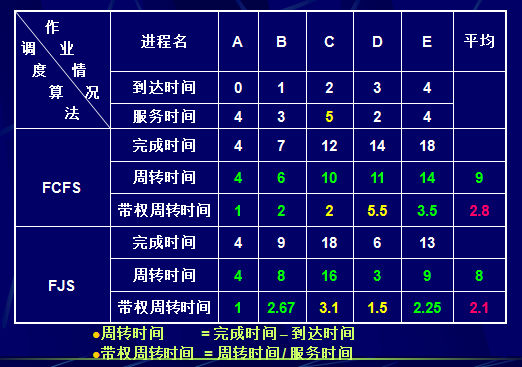 作业情况
调度算法
进程名 A B C D E 平均
到达时间 0 1 2 3 4
服务时间 4 3 5 2 4
FCFS
完成时间 4 7 12 14 18
周转时间 4 6 10 11 14 9
带权周转时间 1 2 2 5.5 3.5 2.8
FJS
完成时间 4 9 18 6 13
周转时间 4 8 16 3 9 8
带权周转时间 1 2.67 3.1 1.5 2.25 2.1
●周转时间 = 完成时间 – 到达时间
●带权周转时间 = 周转时间 / 服务时间